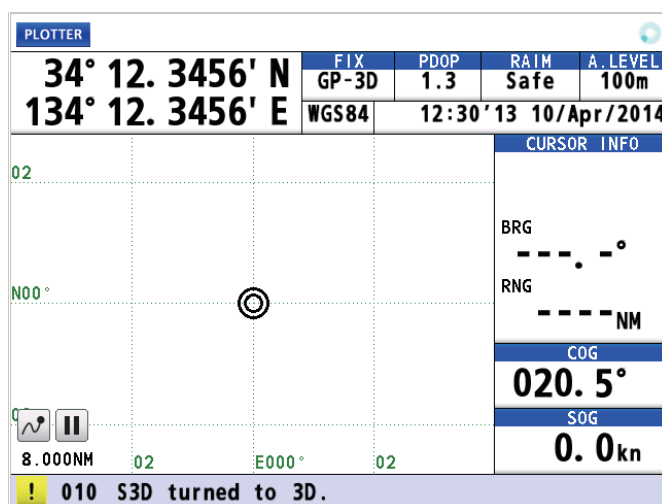 PLOTTER
34° 12. 3456' N
134° 12. 3456' E
FIX PDOP RAIM A.LEVEL
GP-3D 1.3 Safe 100m
WGS84 12:30'13 10/Apr/2014
CURSOR INFO
02
BRG
---.-°
N00°
RNG
----NM
COG
020. 5°
SOG
0. 0kn
8.000NM 02 E000° 02
! 010 S3D turned to 3D.